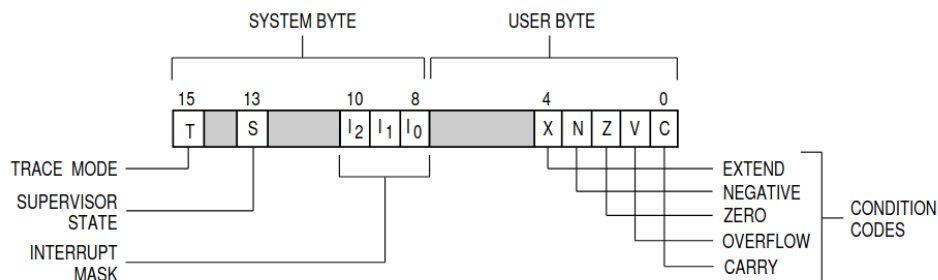 SYSTEM BYTE USER BYTE
15 13 10 8 4 0
T S I2 I1 I0 X N Z V C
TRACE MODE
SUPERVISOR
STATE
INTERRUPT
MASK
EXTEND
NEGATIVE
ZERO
OVERFLOW
CARRY
CONDITION
CODES